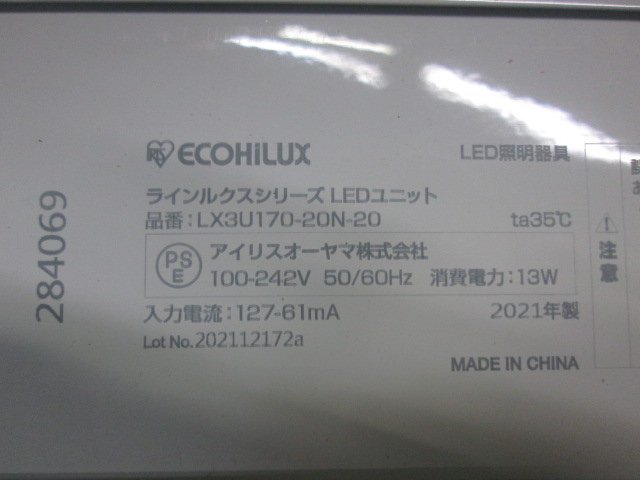 ECOHiLUX
LED照明器具
ラインルクスシリーズ LEDユニット
品番:LX3U170-20N-20
ta35℃
PS
E
アイリスオーヤマ株式会社
100-242V 50/60Hz 消費電力:13W
入力電流:127-61mA
2021年製
Lot No.202112172a
MADE IN CHINA
284069
注意